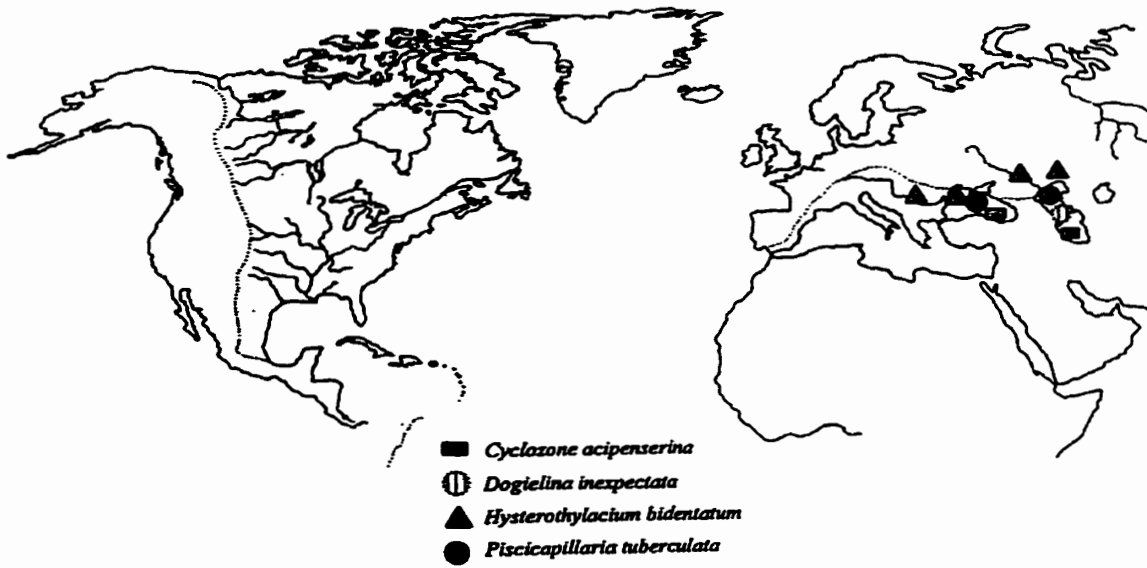 Cyclozone acipenserina
Dogielina inexpectata
Hysterothylacium bidentatum
Piscicapillaria tuberculata